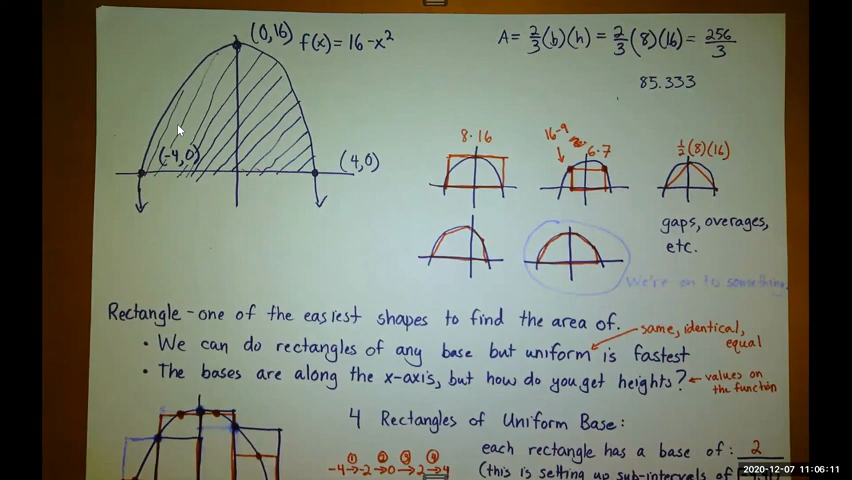 (0,16) f(x) = 16 - x²
A = 2/3 (b)(h) = 2/3 (8)(16) = 256/3
85.333
(-4,0)
(4,0)
8·16
16-9
6·7
½(8)(16)
gaps, overages,
etc.
We're on to something
Rectangle - one of the easiest shapes to find the area of.
• We can do rectangles of any base but uniform is fastest
same, identical,
equal
• The bases are along the x-axis, but how do you get heights?
values on
the function
4 Rectangles of Uniform Base:
each rectangle has a base of: 2
① ② ③ ④
-4→-2→0→2→4
(this is setting up sub-intervals of
2020-12-07 11:06:11